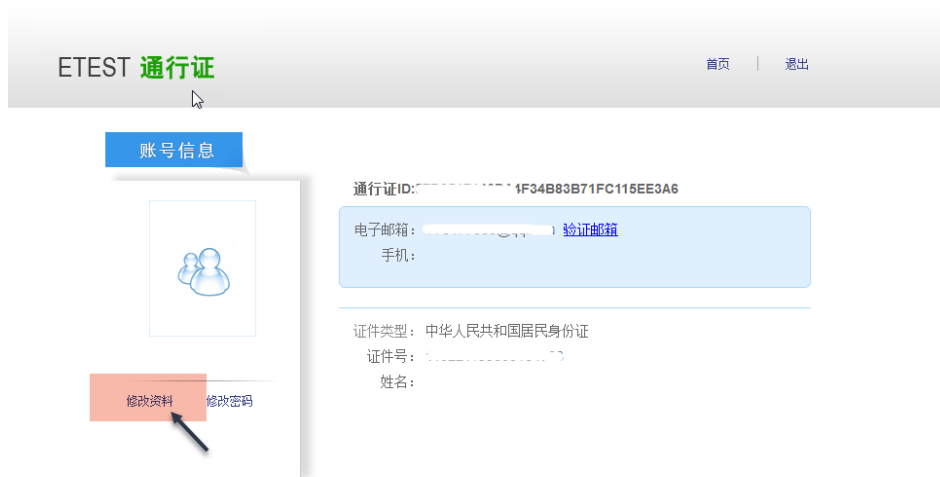 ETEST 通行证
首页 | 退出
账号信息
通行证ID: 4F34B83B71FC115EE3A6
电子邮箱： 验证邮箱
手机：
证件类型： 中华人民共和国居民身份证
证件号：
姓名：
修改资料 修改密码